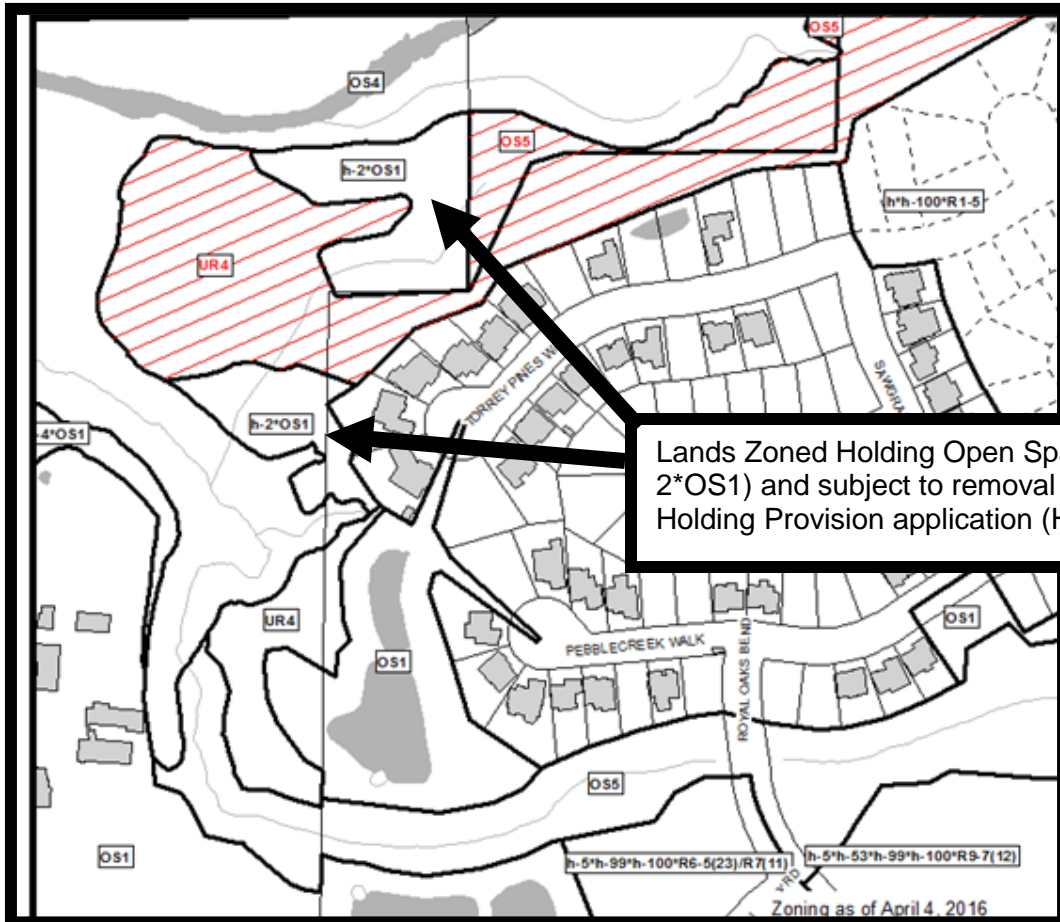 OS5
OS4
OS5
h-2*OS1
h*h-100*R1-5
UR4
TORREY PINES W
h-2*OS1
-4*OS1
Lands Zoned Holding Open Spa
2*OS1) and subject to removal
Holding Provision application (H
UR4
OS1
OS1
PEBBLECREEK WALK
ROYAL OAKS BEND
OS5
OS1
h-5*h-99*h-100*R6-5(23)/R7(11)
h-5*h-53*h-99*h-100*R9-7(12)
Zoning as of April 4, 2016